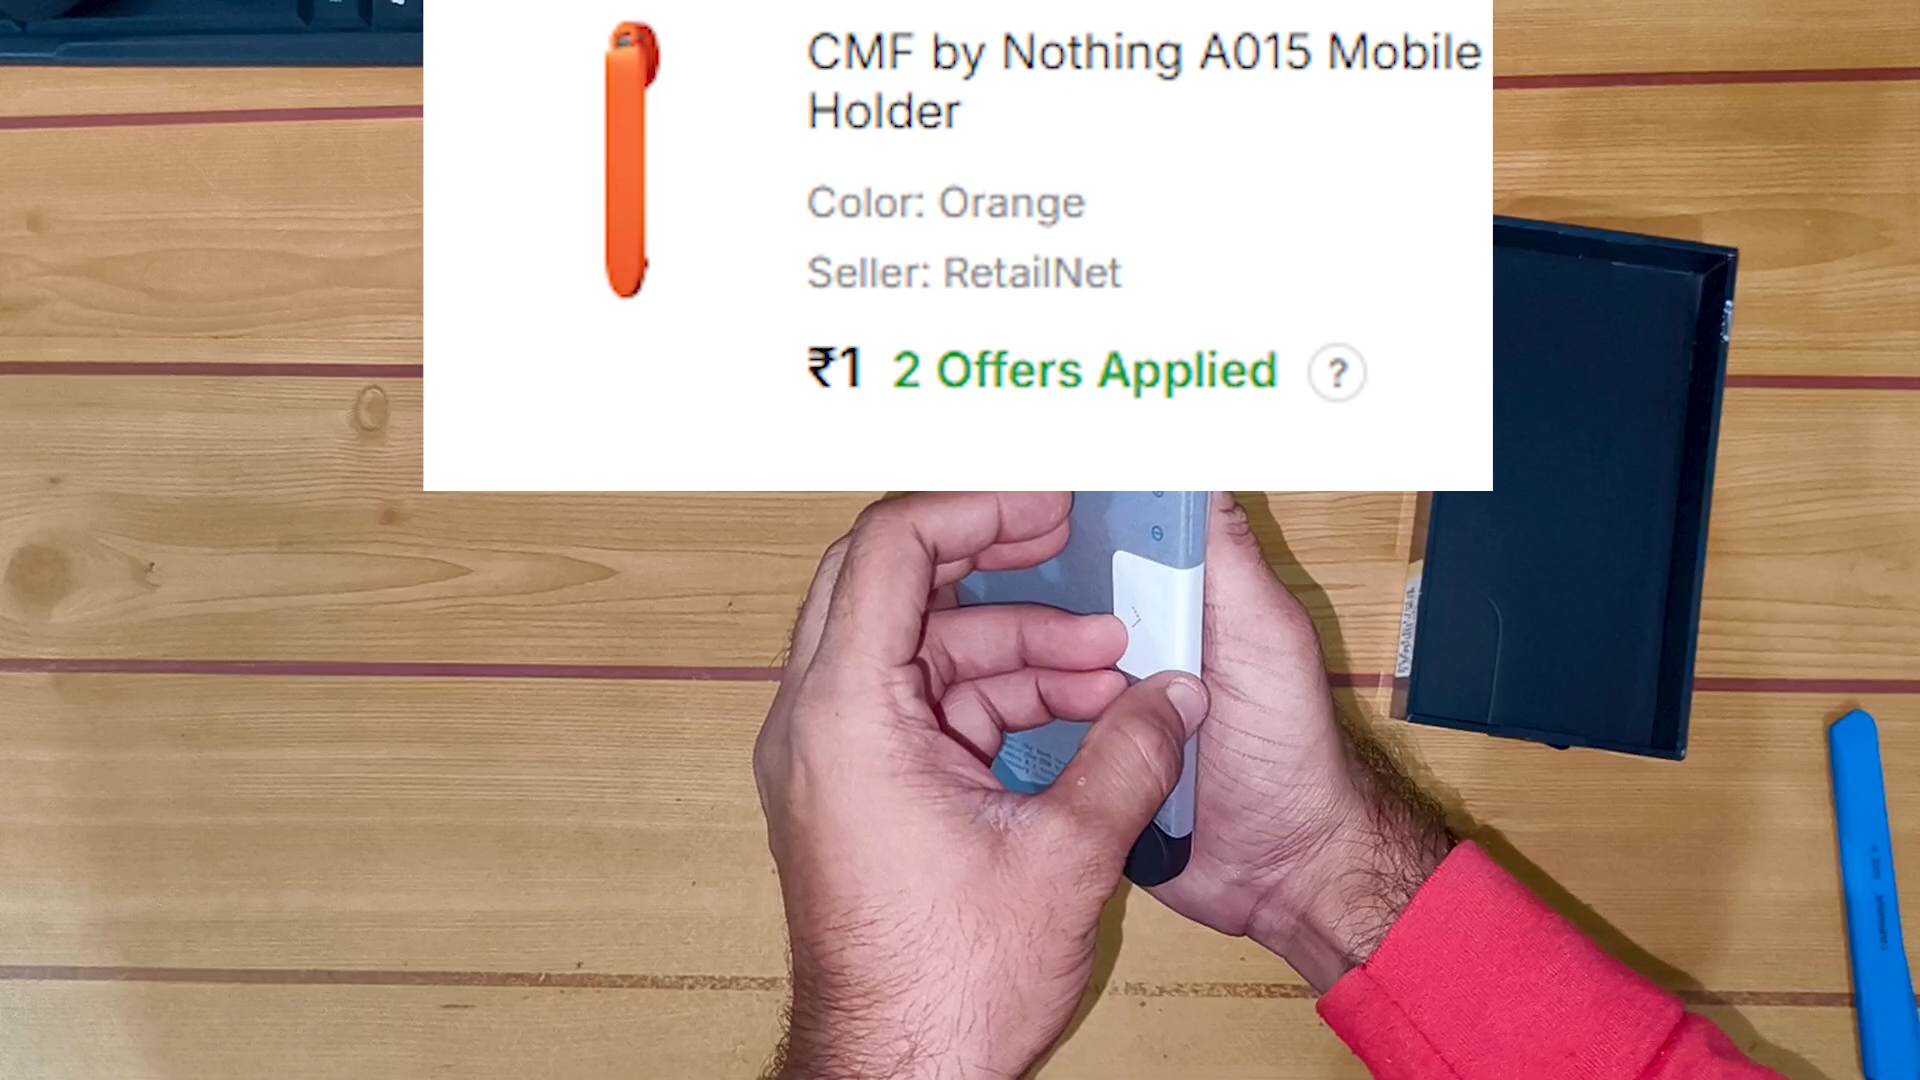 CMF by Nothing A015 Mobile
Holder
Color: Orange
Seller: RetailNet
₹1 2 Offers Applied ?